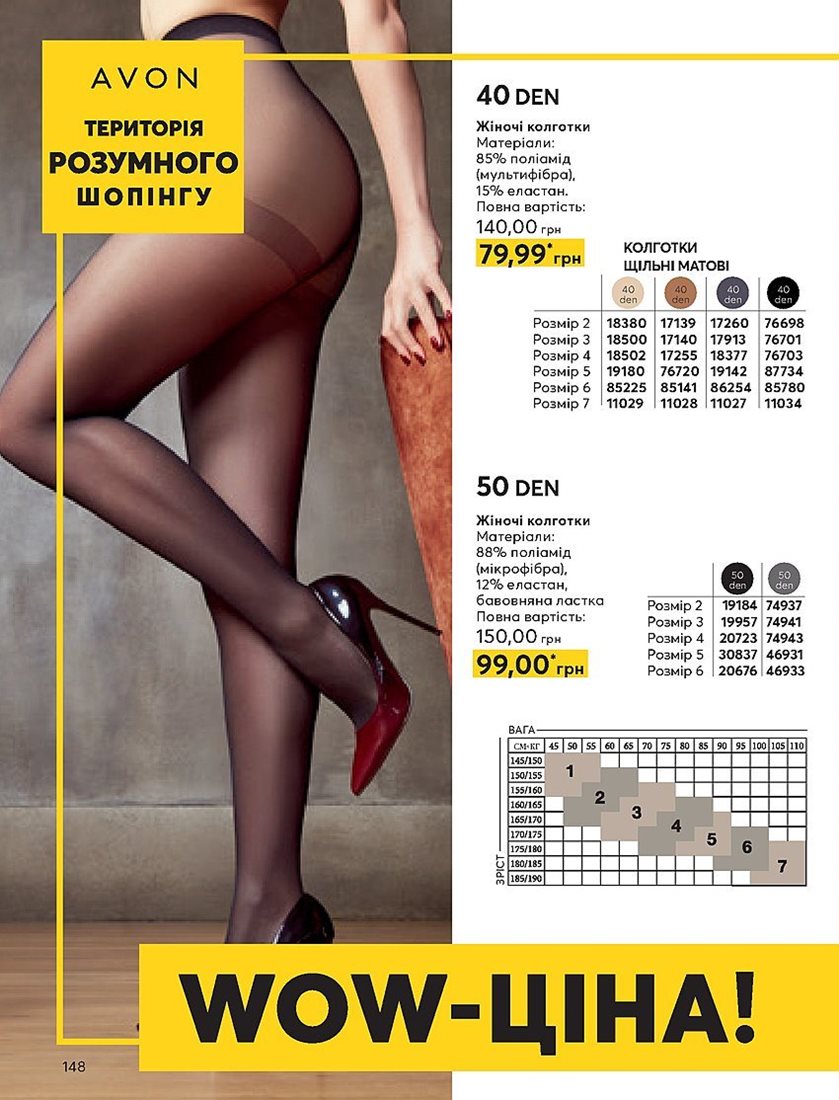 AVON
ТЕРИТОРІЯ
РОЗУМНОГО
ШОПІНГУ
40 DEN
Жіночі колготки
Матеріали:
85% поліамід
(мультифібра),
15% еластан.
Повна вартість:
140,00 грн
79,99* грн
КОЛГОТКИ
ЩІЛЬНІ МАТОВІ
40 den 40 den 40 den 40 den
Розмір 2 18380 17139 17260 76698
Розмір 3 18500 17140 17913 76701
Розмір 4 18502 17255 18377 76703
Розмір 5 19180 76720 19142 87734
Розмір 6 85225 85141 86254 85780
Розмір 7 11029 11028 11027 11034
50 DEN
Жіночі колготки
Матеріали:
88% поліамід
(мікрофібра),
12% еластан,
бавовняна ластка
Повна вартість:
150,00 грн
99,00* грн
50 den 50 den
Розмір 2 19184 74937
Розмір 3 19957 74941
Розмір 4 20723 74943
Розмір 5 30837 46931
Розмір 6 20676 46933
ВАГА
СМ-КГ 45 50 55 60 65 70 75 80 85 90 95 100 105 110
145/150
150/155
155/160
160/165
165/170
170/175
175/180
180/185
185/190
1
2
3
4
5
6
7
ЗРІСТ
WOW-ЦІНА!
148